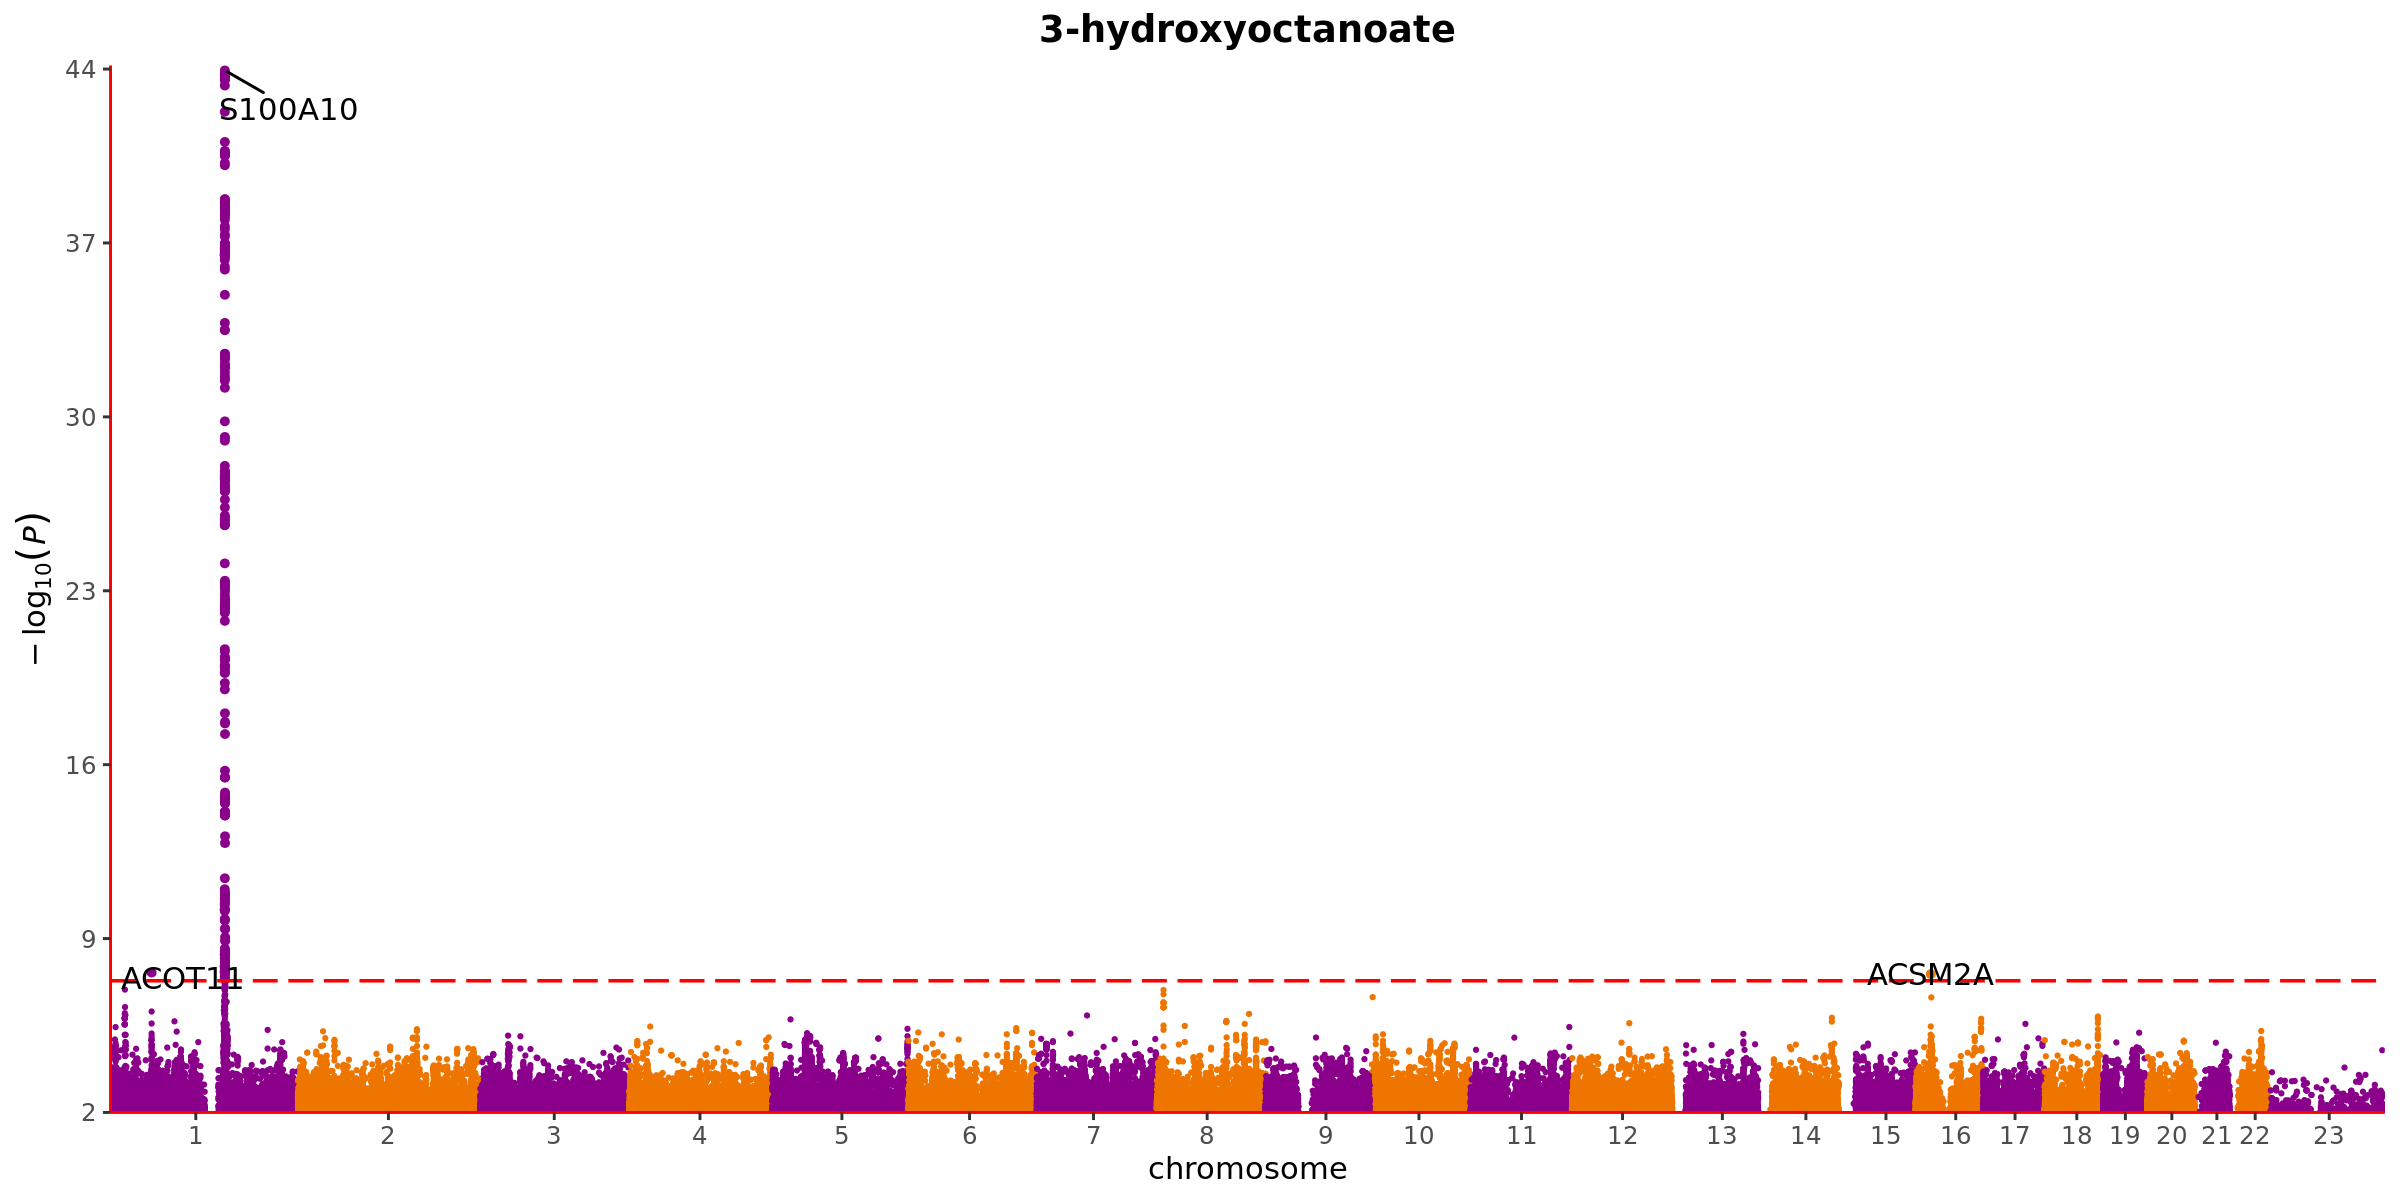 3-hydroxyoctanoate
44
S100A10
37
30
23
16
9
2
− log10(P)
ACOT11
ACSM2A
1 2 3 4 5 6 7 8 9 10 11 12 13 14 15 16 17 18 19 20 21 22 23
chromosome